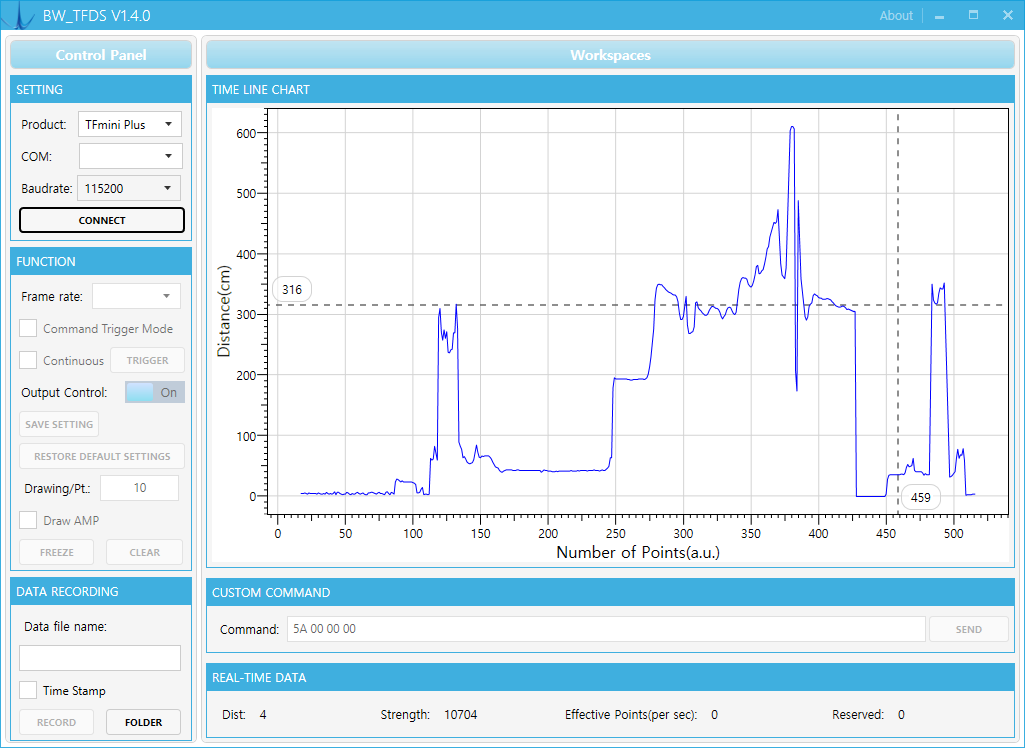 BW_TFDS V1.4.0
About
Control Panel
SETTING
Product: TFmini Plus
COM:
Baudrate: 115200
CONNECT
FUNCTION
Frame rate:
Command Trigger Mode
Continuous TRIGGER
Output Control: On
SAVE SETTING
RESTORE DEFAULT SETTINGS
Drawing/Pt.: 10
Draw AMP
FREEZE CLEAR
DATA RECORDING
Data file name:
Time Stamp
RECORD FOLDER
Workspaces
TIME LINE CHART
Distance(cm)
600
500
400
316
300
200
100
0
459
0 50 100 150 200 250 300 350 400 450 500
Number of Points(a.u.)
CUSTOM COMMAND
Command: 5A 00 00 00 SEND
REAL-TIME DATA
Dist: 4 Strength: 10704 Effective Points(per sec): 0 Reserved: 0